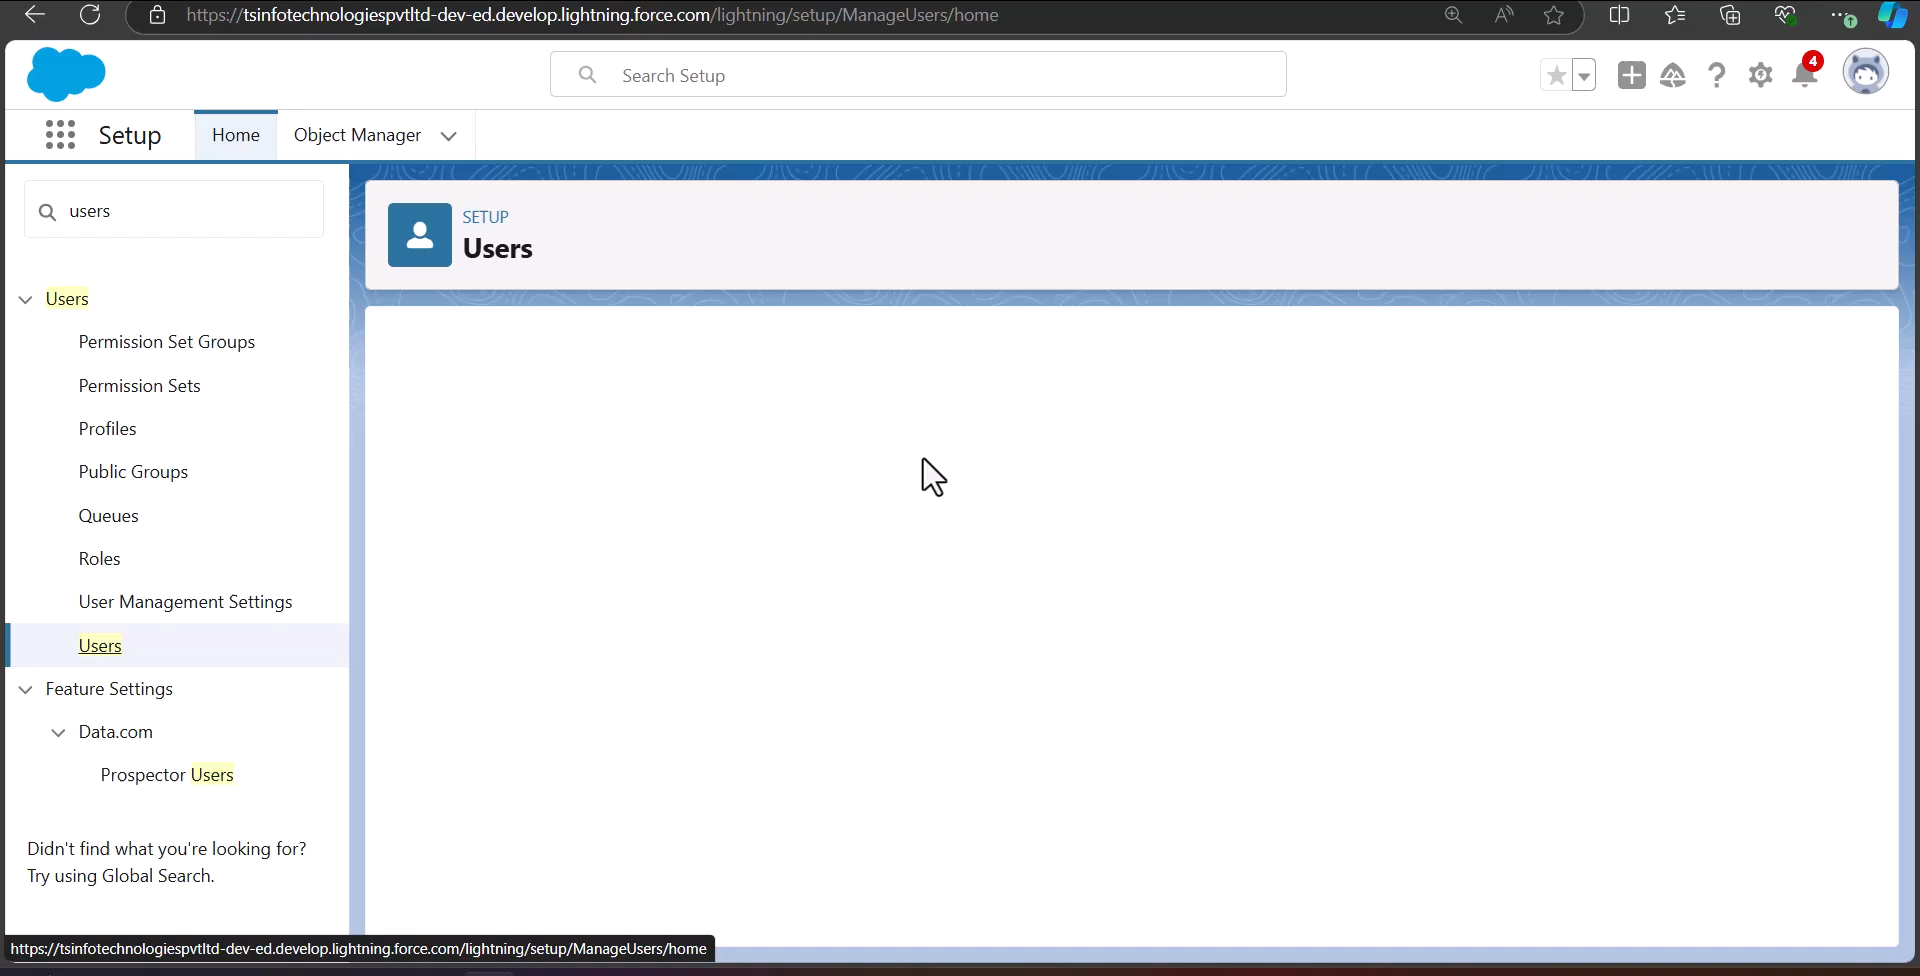 https://tsinfotechnologiespvtltd-dev-ed.develop.lightning.force.com/lightning/setup/ManageUsers/home
Search Setup
4
Setup
Home
Object Manager
users
SETUP
Users
Users
Permission Set Groups
Permission Sets
Profiles
Public Groups
Queues
Roles
User Management Settings
Users
Feature Settings
Data.com
Prospector Users
Didn't find what you're looking for?
Try using Global Search.
https://tsinfotechnologiespvtltd-dev-ed.develop.lightning.force.com/lightning/setup/ManageUsers/home